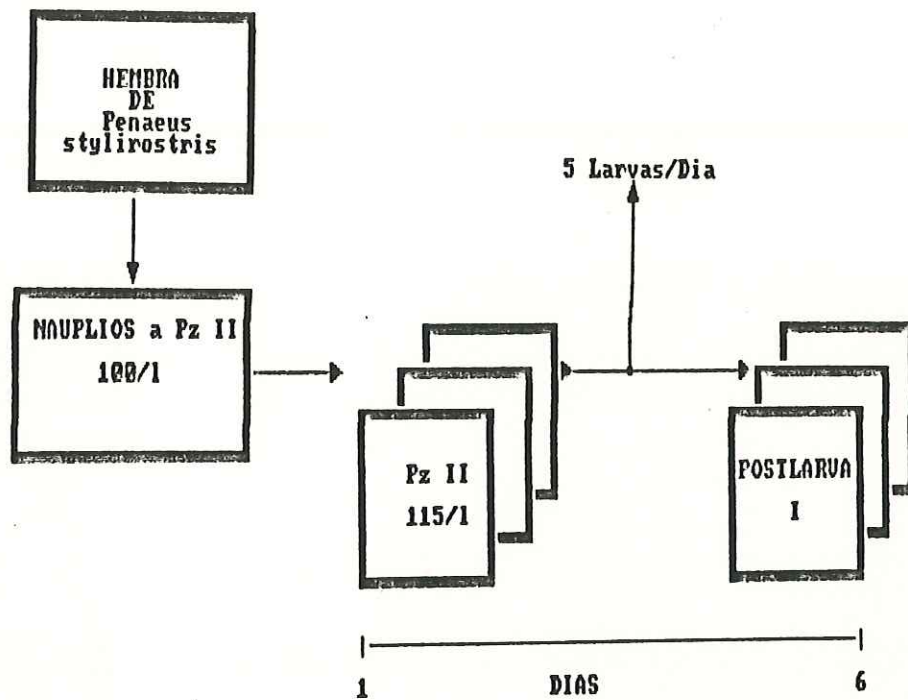 HEMBRA
DE
Penaeus
stylirostris
5 Larvas/Dia
NAUPLIOS a Pz II
100/l
Pz II
115/l
POSTLARVA
I
1 DIAS 6